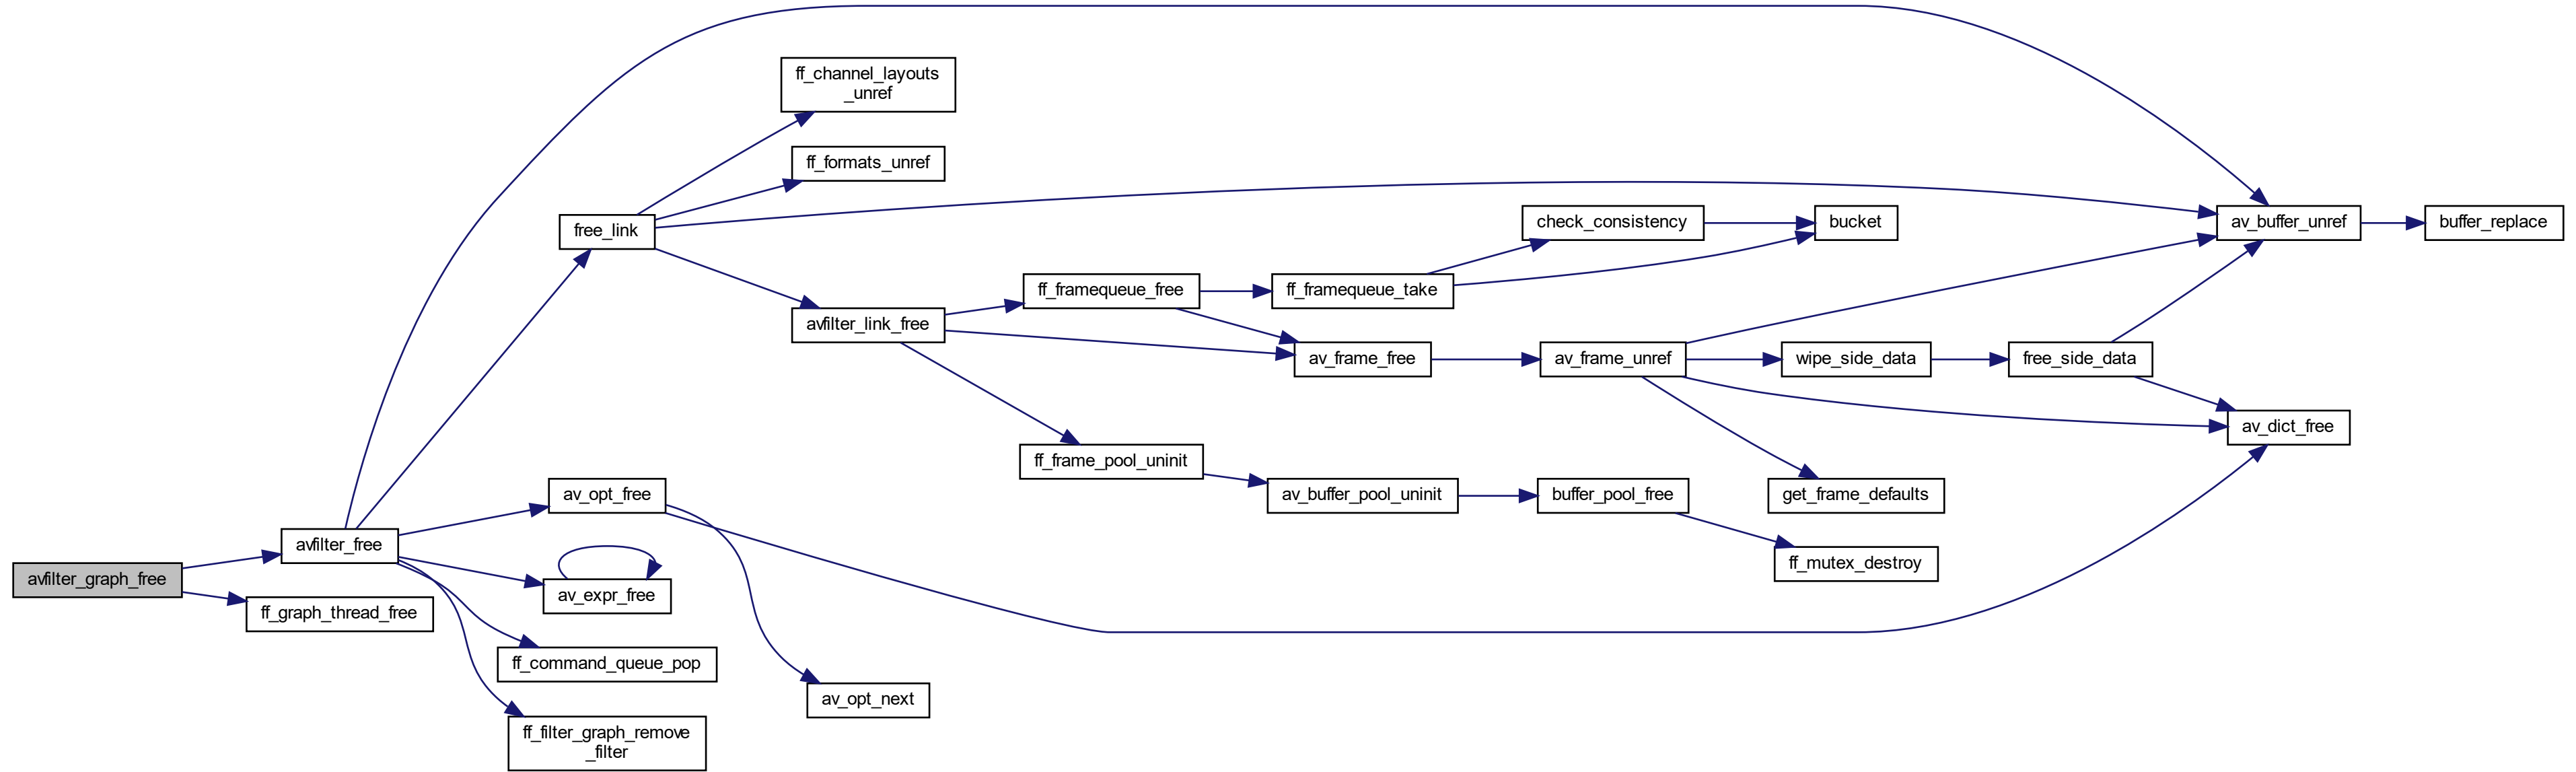 ff_channel_layouts
_unref
ff_formats_unref
free_link
check_consistency
bucket
av_buffer_unref
buffer_replace
ff_framequeue_free
ff_framequeue_take
avfilter_link_free
av_frame_free
av_frame_unref
wipe_side_data
free_side_data
av_dict_free
ff_frame_pool_uninit
av_opt_free
av_buffer_pool_uninit
buffer_pool_free
get_frame_defaults
avfilter_free
ff_mutex_destroy
avfilter_graph_free
av_expr_free
ff_graph_thread_free
ff_command_queue_pop
av_opt_next
ff_filter_graph_remove
_filter